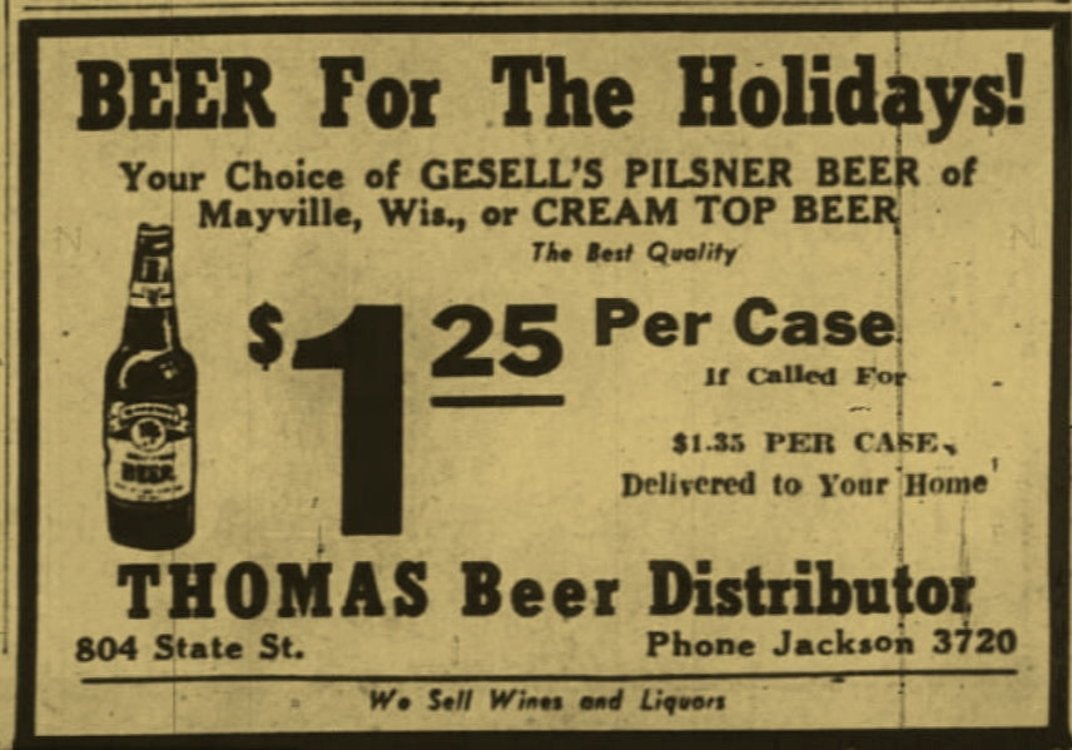 BEER For The Holidays!
Your Choice of GESELL'S PILSNER BEER of
Mayville, Wis., or CREAM TOP BEER
The Best Quality
$1 25 Per Case
If Called For
$1.35 PER CASE
Delivered to Your Home
BEER
THOMAS Beer Distributor
804 State St. Phone Jackson 3720
We Sell Wines and Liquors